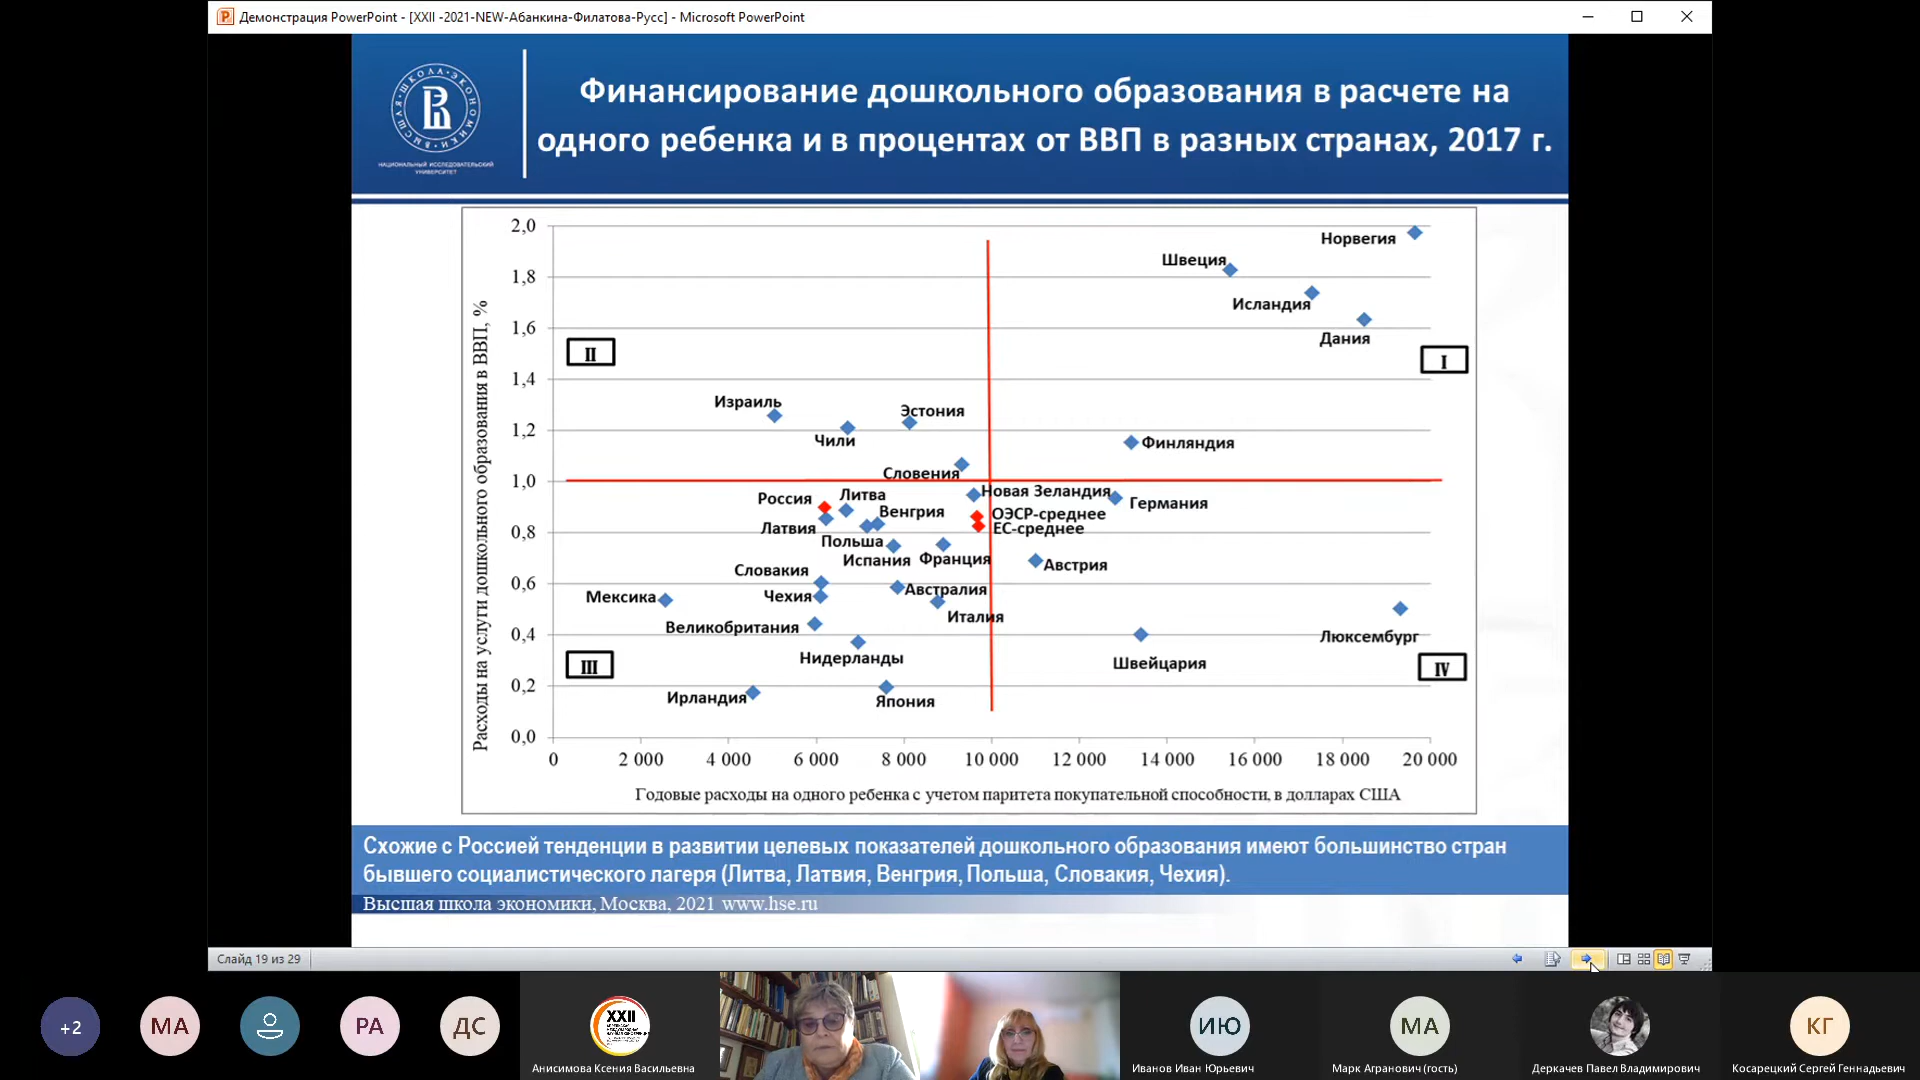 Демонстрация PowerPoint - [XXII -2021-NEW-Абанкина-Филатова-Русс] - Microsoft PowerPoint
ВЫСШАЯ ШКОЛА ЭКОНОМИКИ
НАЦИОНАЛЬНЫЙ ИССЛЕДОВАТЕЛЬСКИЙ
УНИВЕРСИТЕТ
Финансирование дошкольного образования в расчете на
одного ребенка и в процентах от ВВП в разных странах, 2017 г.
Расходы на услуги дошкольного образования в ВВП, %
2,0
1,8
1,6
1,4
1,2
1,0
0,8
0,6
0,4
0,2
0,0
Норвегия
Швеция
Исландия
Дания
II
I
Израиль
Эстония
Чили
Финляндия
Словения
Россия
Литва
Новая Зеландия
Германия
Венгрия
ОЭСР-среднее
Латвия
ЕС-среднее
Польша
Испания
Франция
Австрия
Словакия
Мексика
Чехия
Австралия
Италия
Великобритания
Люксембург
Нидерланды
Швейцария
III
IV
Ирландия
Япония
0 2 000 4 000 6 000 8 000 10 000 12 000 14 000 16 000 18 000 20 000
Годовые расходы на одного ребенка с учетом паритета покупательной способности, в долларах США
Схожие с Россией тенденции в развитии целевых показателей дошкольного образования имеют большинство стран
бывшего социалистического лагеря (Литва, Латвия, Венгрия, Польша, Словакия, Чехия).
Высшая школа экономики, Москва, 2021 www.hse.ru
Слайд 19 из 29
+2
МА
РА
ДС
XXII
ИЮ
МА
КГ
Анисимова Ксения Васильевна
Иванов Иван Юрьевич
Марк Агранович (гость)
Деркачев Павел Владимирович
Косарецкий Сергей Геннадьевич